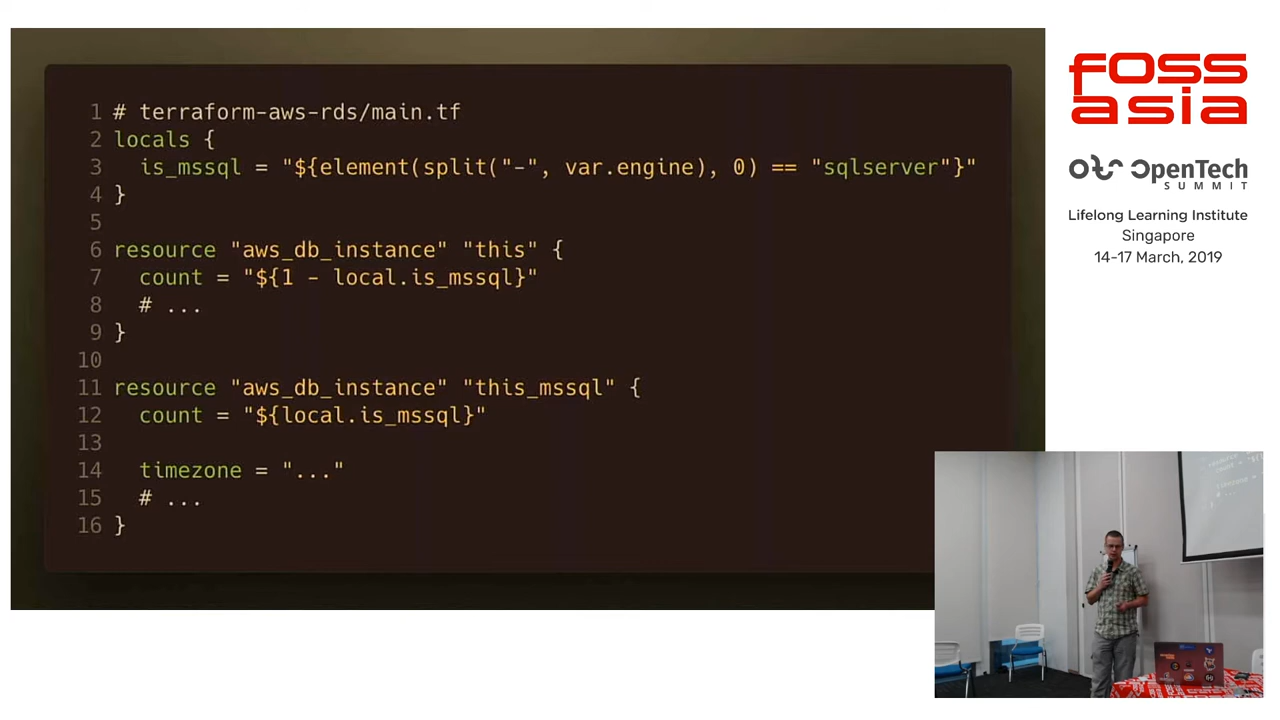 1 # terraform-aws-rds/main.tf
2 locals {
3   is_mssql = "${element(split("-", var.engine), 0) == "sqlserver"}"
4 }
5
6 resource "aws_db_instance" "this" {
7   count = "${1 - local.is_mssql}"
8   # ...
9 }
10
11 resource "aws_db_instance" "this_mssql" {
12   count = "${local.is_mssql}"
13
14   timezone = "..."
15   # ...
16 }
FOSS
asia
OpenTech
SUMMIT
Lifelong Learning Institute
Singapore
14-17 March, 2019